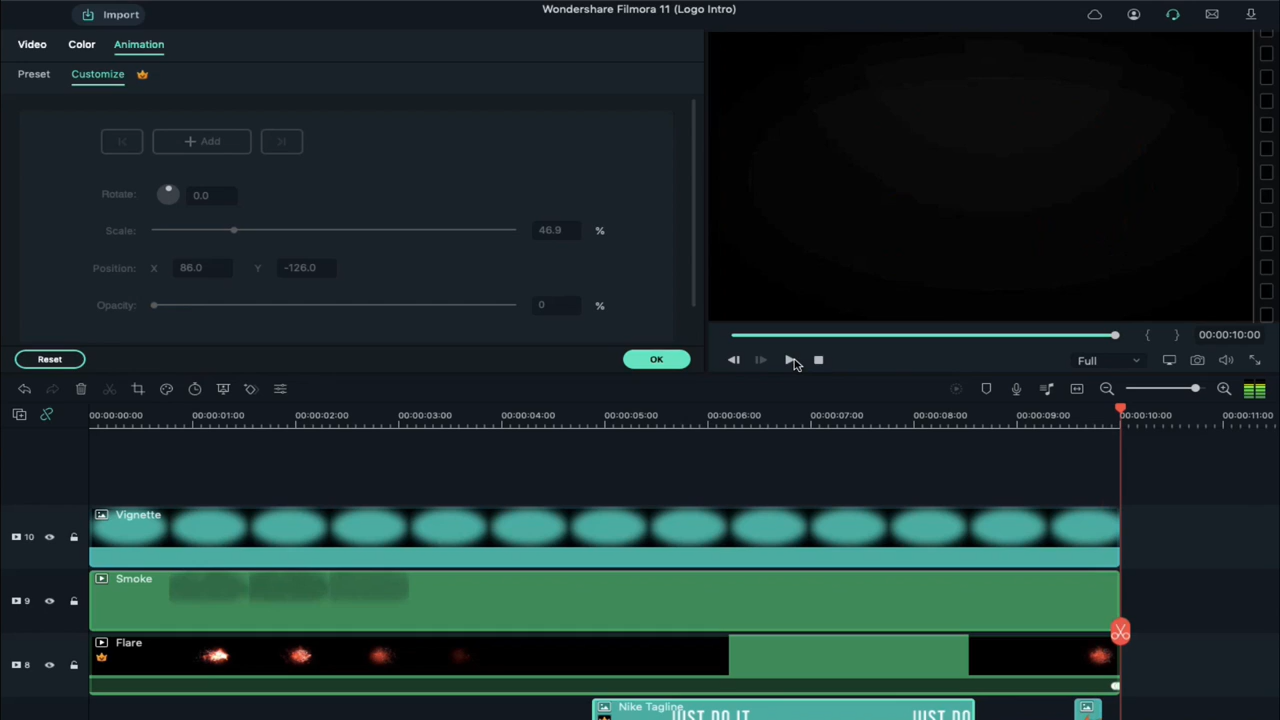 Wondershare Filmora 11 (Logo Intro)
Import
Video Color Animation
Preset Customize
Add
Rotate: 0.0
Scale: 46.9 %
Position: X 86.0 Y -126.0
Opacity: 0 %
Reset OK
{ } 00:00:10:00
Full
00:00:00:00 00:00:01:00 00:00:02:00 00:00:03:00 00:00:04:00 00:00:05:00 00:00:06:00 00:00:07:00 00:00:08:00 00:00:09:00 00:00:10:00 00:00:11:00
Vignette
10
Smoke
9
Flare
8
Nike Tagline
JUST DO IT JUST DO